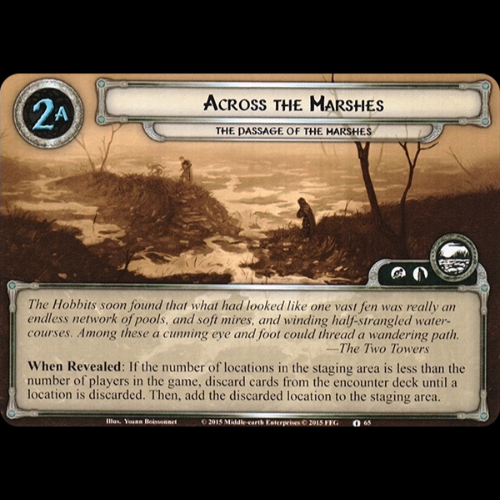 2A
ACROSS THE MARSHES
THE PASSAGE OF THE MARSHES
The Hobbits soon found that what had looked like one vast fen was really an
endless network of pools, and soft mires, and winding half-strangled water-
courses. Among these a cunning eye and foot could thread a wandering path.
—The Two Towers
When Revealed: If the number of locations in the staging area is less than the
number of players in the game, discard cards from the encounter deck until a
location is discarded. Then, add the discarded location to the staging area.
Illus. Yoann Boissonnet © 2015 Middle-earth Enterprises © 2015 FFG 65